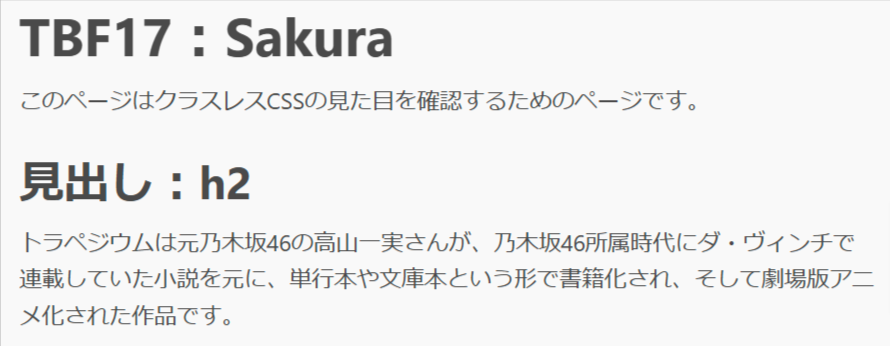 TBF17：Sakura
このページはクラスレスCSSの見た目を確認するためのページです。
見出し：h2
トラペジウムは元乃木坂46の高山一実さんが、乃木坂46所属時代にダ・ヴィンチで
連載していた小説を元に、単行本や文庫本という形で書籍化され、そして劇場版アニ
メ化された作品です。